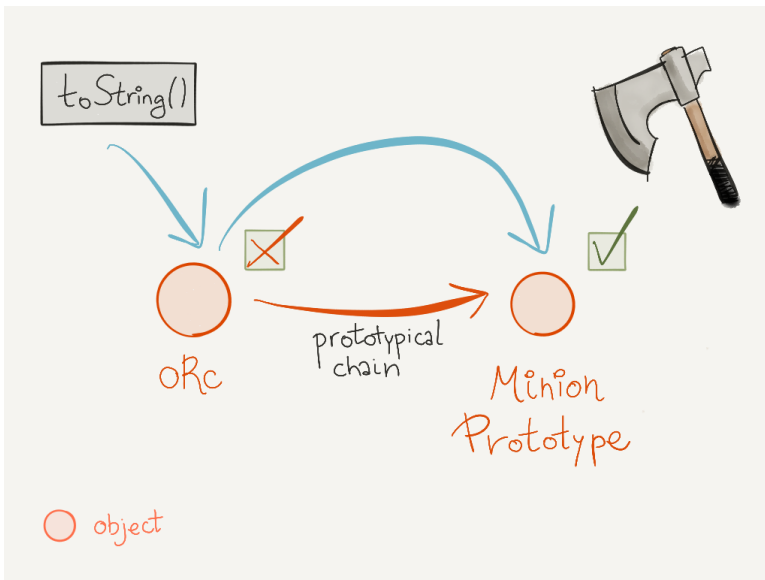 toString()
prototypical
chain
oRc
Minion
Prototype
object